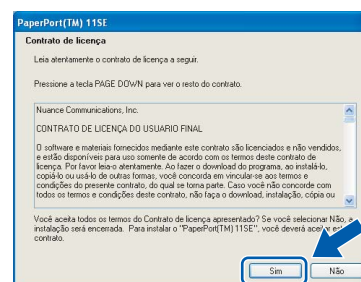 PaperPort(TM) 11SE
Contrato de licença
Leia atentamente o contrato de licença a seguir.
Pressione a tecla PAGE DOWN para ver o resto do contrato.
Nuance Communications, Inc.
CONTRATO DE LICENÇA DO USUARIO FINAL
O software e materiais fornecidos mediante este contrato são licenciados e não vendidos,
e estão disponíveis para uso somente de acordo com os termos deste contrato de
licença. Por favor leia-o atentamente. Ao fazer o download do programa, ao instalá-lo,
copiá-lo ou usá-lo de outras formas, você concorda em vincular-se aos termos e
condições do presente contrato, do qual se torna parte. Caso você não concorde com
todos os termos e condições deste contrato, não faça o download, instalação, cópia ou
Você aceita todos os termos do Contrato de licença apresentado? Se você selecionar Não, a
instalação será encerrada. Para instalar o "PaperPort(TM) 11SE", você deverá aceitar
contrato.
Sim
Não